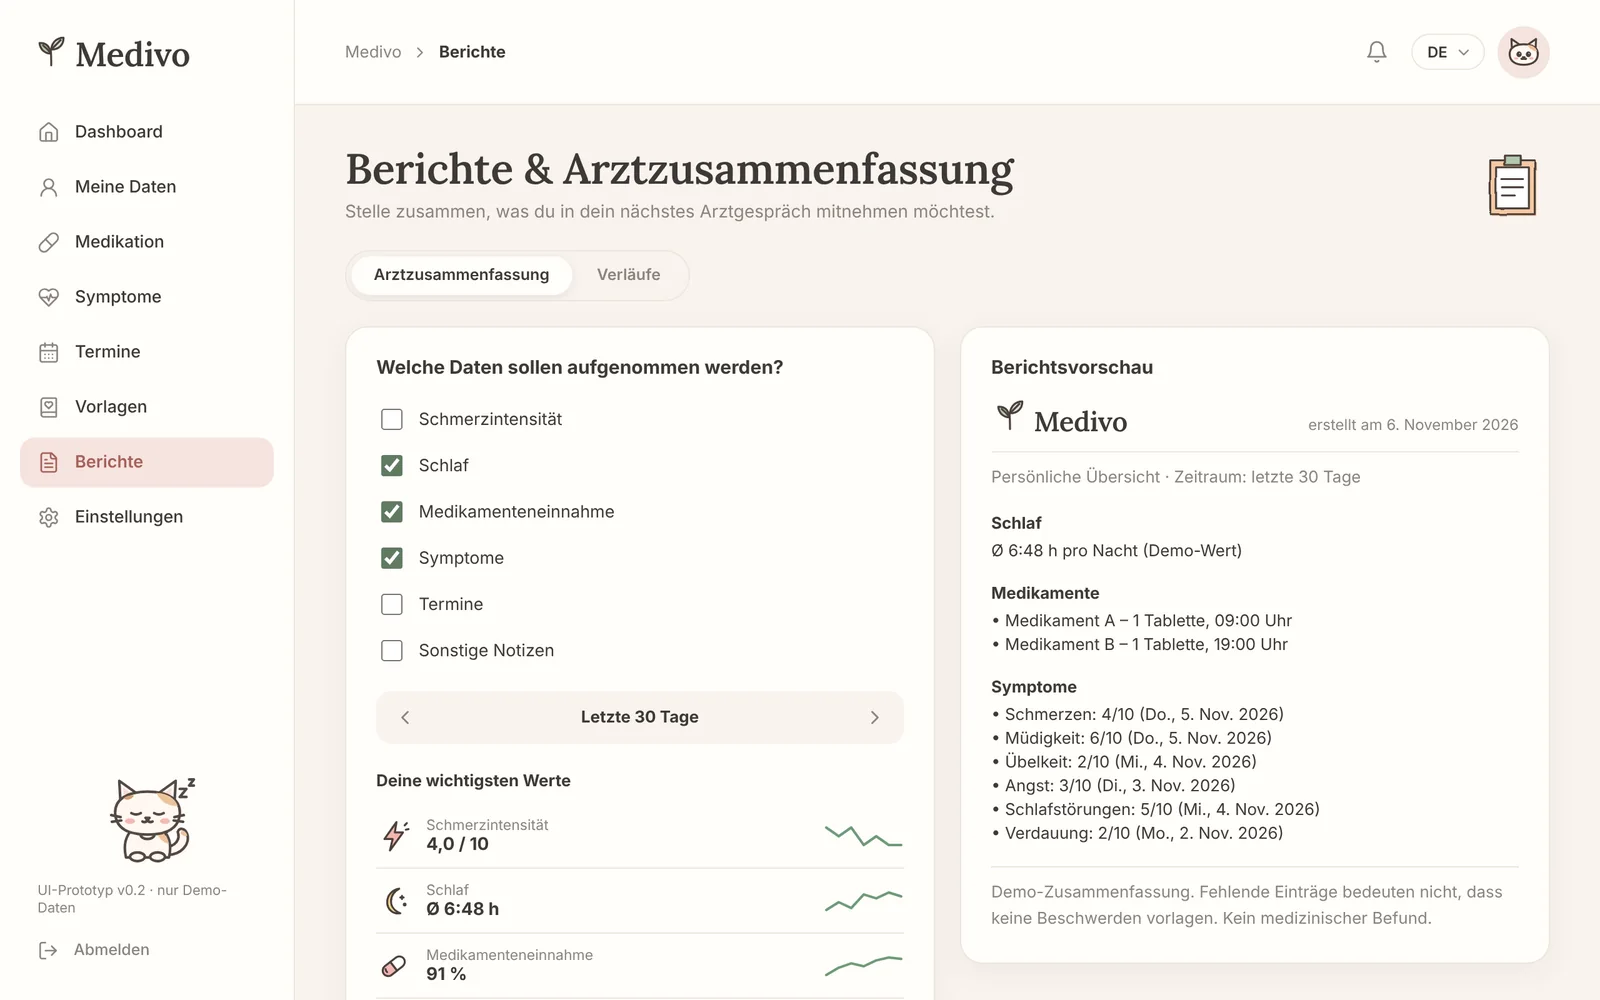 Medivo
Dashboard
Meine Daten
Medikation
Symptome
Termine
Vorlagen
Berichte
Einstellungen
z z
UI-Prototyp v0.2 · nur Demo-
Daten
Abmelden
Medivo > Berichte
DE
Berichte & Arztzusammenfassung
Stelle zusammen, was du in dein nächstes Arztgespräch mitnehmen möchtest.
Arztzusammenfassung Verläufe
Welche Daten sollen aufgenommen werden?
Schmerzintensität
Schlaf
Medikamenteneinnahme
Symptome
Termine
Sonstige Notizen
Letzte 30 Tage
Deine wichtigsten Werte
Schmerzintensität
4,0 / 10
Schlaf
Ø 6:48 h
Medikamenteneinnahme
91 %
Berichtsvorschau
Medivo erstellt am 6. November 2026
Persönliche Übersicht · Zeitraum: letzte 30 Tage
Schlaf
Ø 6:48 h pro Nacht (Demo-Wert)
Medikamente
• Medikament A – 1 Tablette, 09:00 Uhr
• Medikament B – 1 Tablette, 19:00 Uhr
Symptome
• Schmerzen: 4/10 (Do., 5. Nov. 2026)
• Müdigkeit: 6/10 (Do., 5. Nov. 2026)
• Übelkeit: 2/10 (Mi., 4. Nov. 2026)
• Angst: 3/10 (Di., 3. Nov. 2026)
• Schlafstörungen: 5/10 (Mi., 4. Nov. 2026)
• Verdauung: 2/10 (Mo., 2. Nov. 2026)
Demo-Zusammenfassung. Fehlende Einträge bedeuten nicht, dass
keine Beschwerden vorlagen. Kein medizinischer Befund.